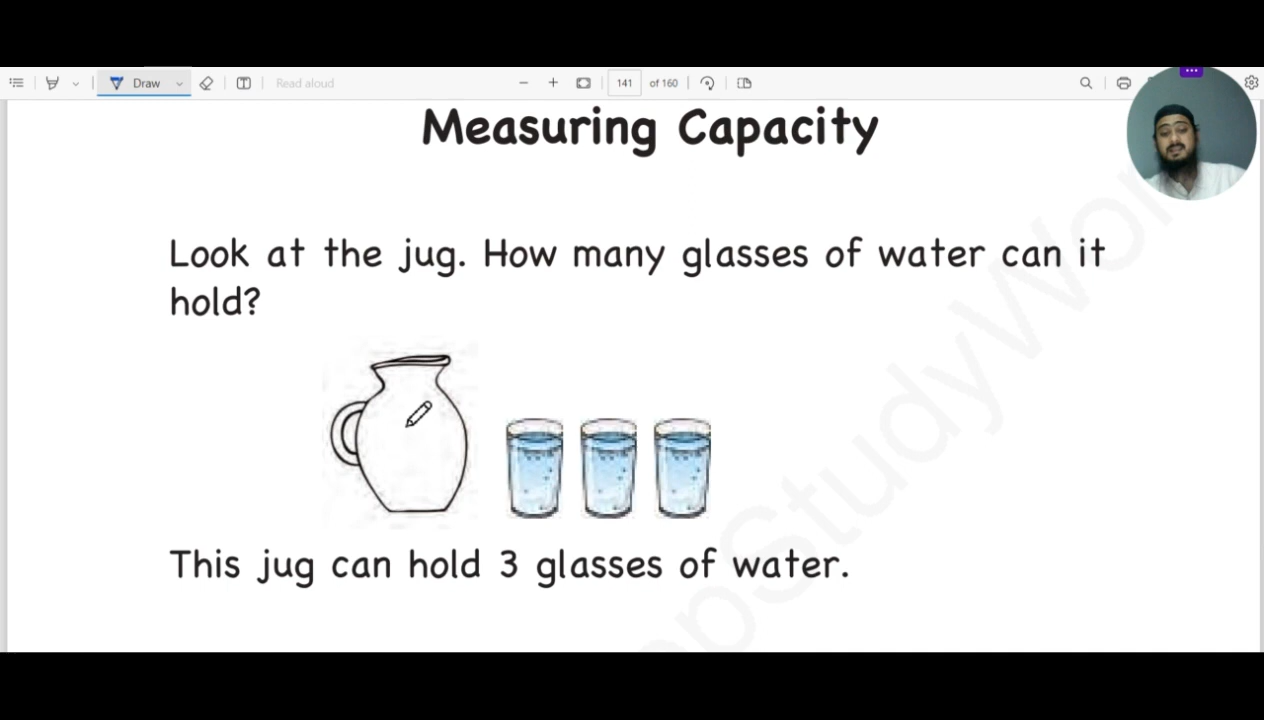 Draw
Read aloud
141 of 160
Measuring Capacity
Look at the jug. How many glasses of water can it
hold?
This jug can hold 3 glasses of water.